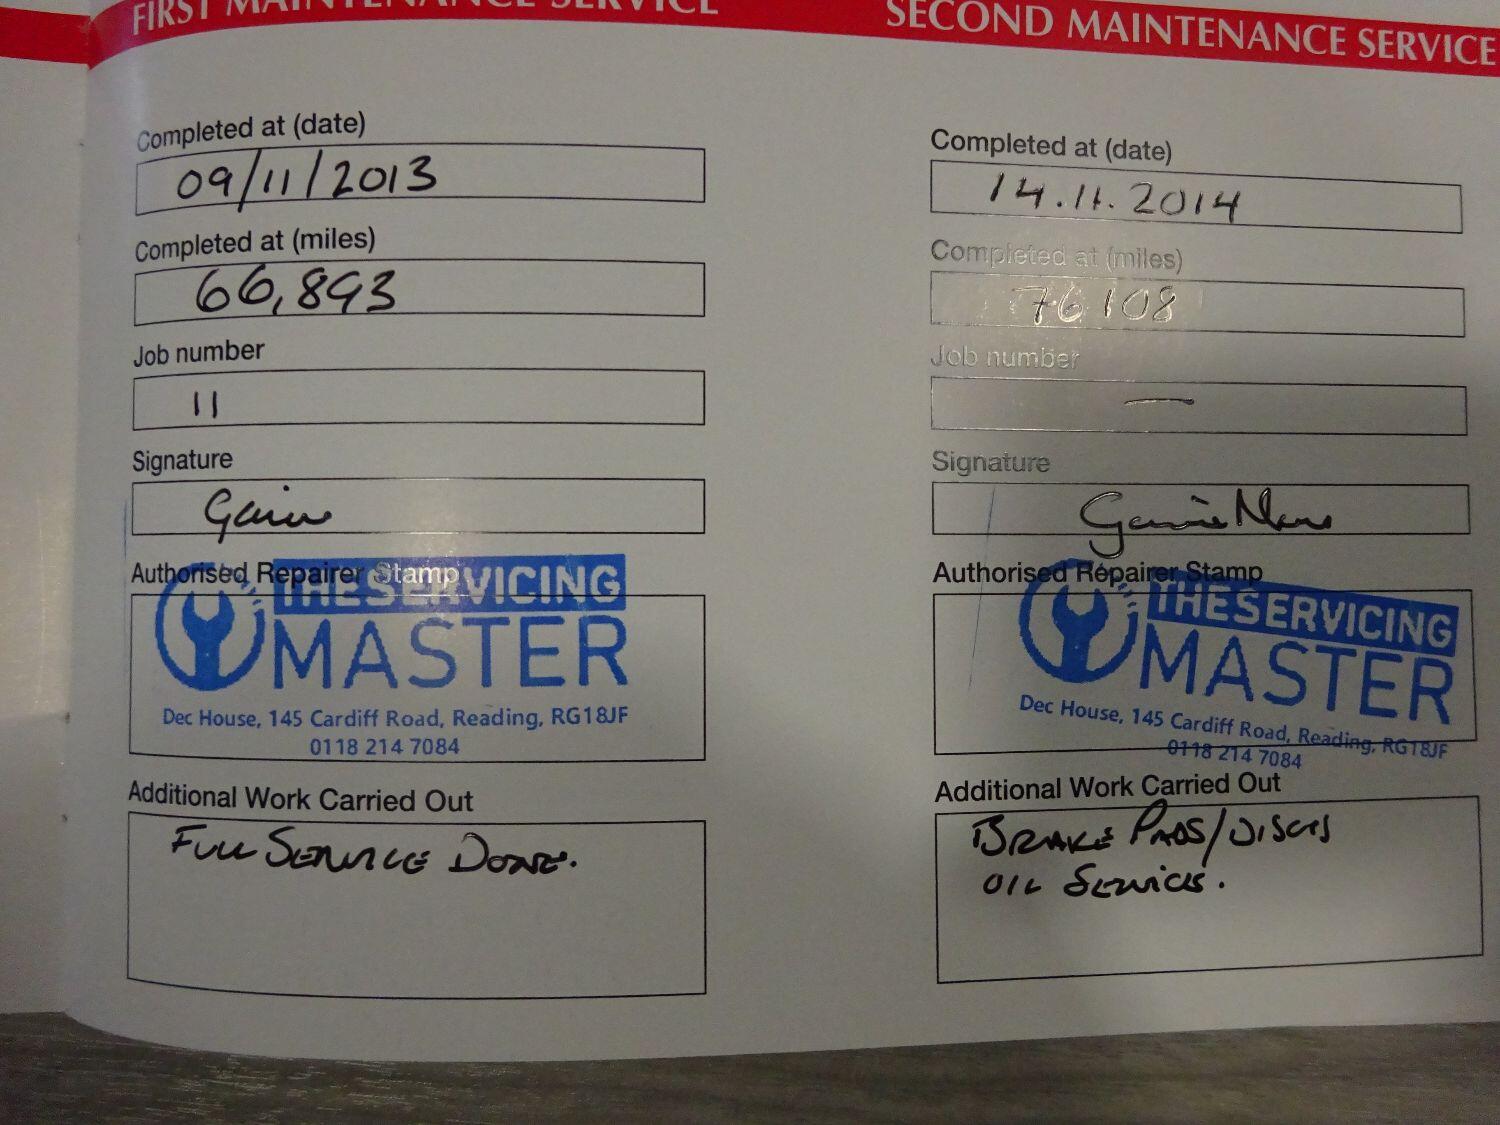 FIRST MAINTENANCE SERVICE
Completed at (date)
09/11/2013
Completed at (miles)
66,893
Job number
11
Signature
Authorised Repairer Stamp
THE SERVICING
MASTER
Dec House, 145 Cardiff Road, Reading, RG18JF
0118 214 7084
Additional Work Carried Out
FULL SERVICE DONE.
SECOND MAINTENANCE SERVICE
Completed at (date)
14.11.2014
Completed at (miles)
76108
Job number
—
Signature
Authorised Repairer Stamp
THE SERVICING
MASTER
Dec House, 145 Cardiff Road, Reading, RG18JF
0118 214 7084
Additional Work Carried Out
BRAKE PADS/DISCS
OIL SERVICE.